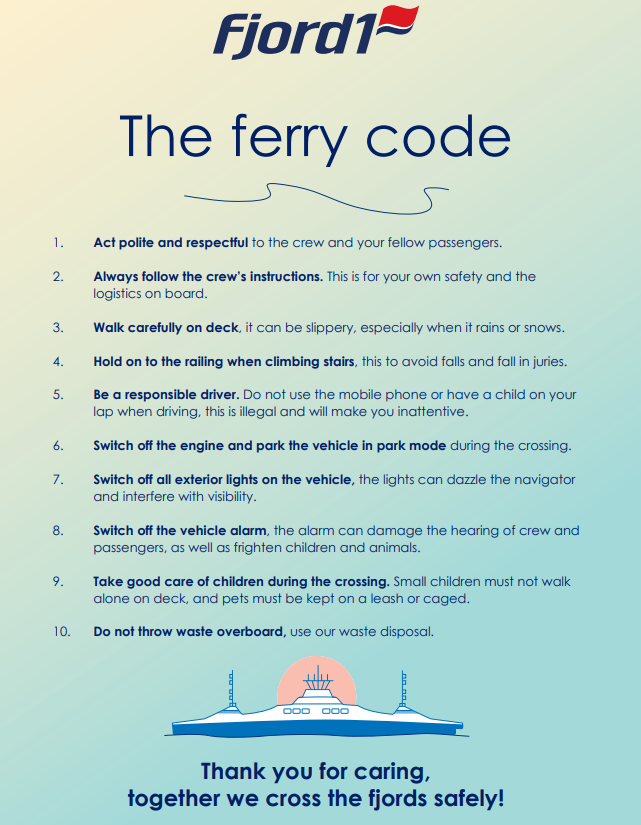 fjord1
The ferry code
1. Act polite and respectful to the crew and your fellow passengers.
2. Always follow the crew's instructions. This is for your own safety and the
logistics on board.
3. Walk carefully on deck, it can be slippery, especially when it rains or snows.
4. Hold on to the railing when climbing stairs, this to avoid falls and fall in juries.
5. Be a responsible driver. Do not use the mobile phone or have a child on your
lap when driving, this is illegal and will make you inattentive.
6. Switch off the engine and park the vehicle in park mode during the crossing.
7. Switch off all exterior lights on the vehicle, the lights can dazzle the navigator
and interfere with visibility.
8. Switch off the vehicle alarm, the alarm can damage the hearing of crew and
passengers, as well as frighten children and animals.
9. Take good care of children during the crossing. Small children must not walk
alone on deck, and pets must be kept on a leash or caged.
10. Do not throw waste overboard, use our waste disposal.
Thank you for caring,
together we cross the fjords safely!